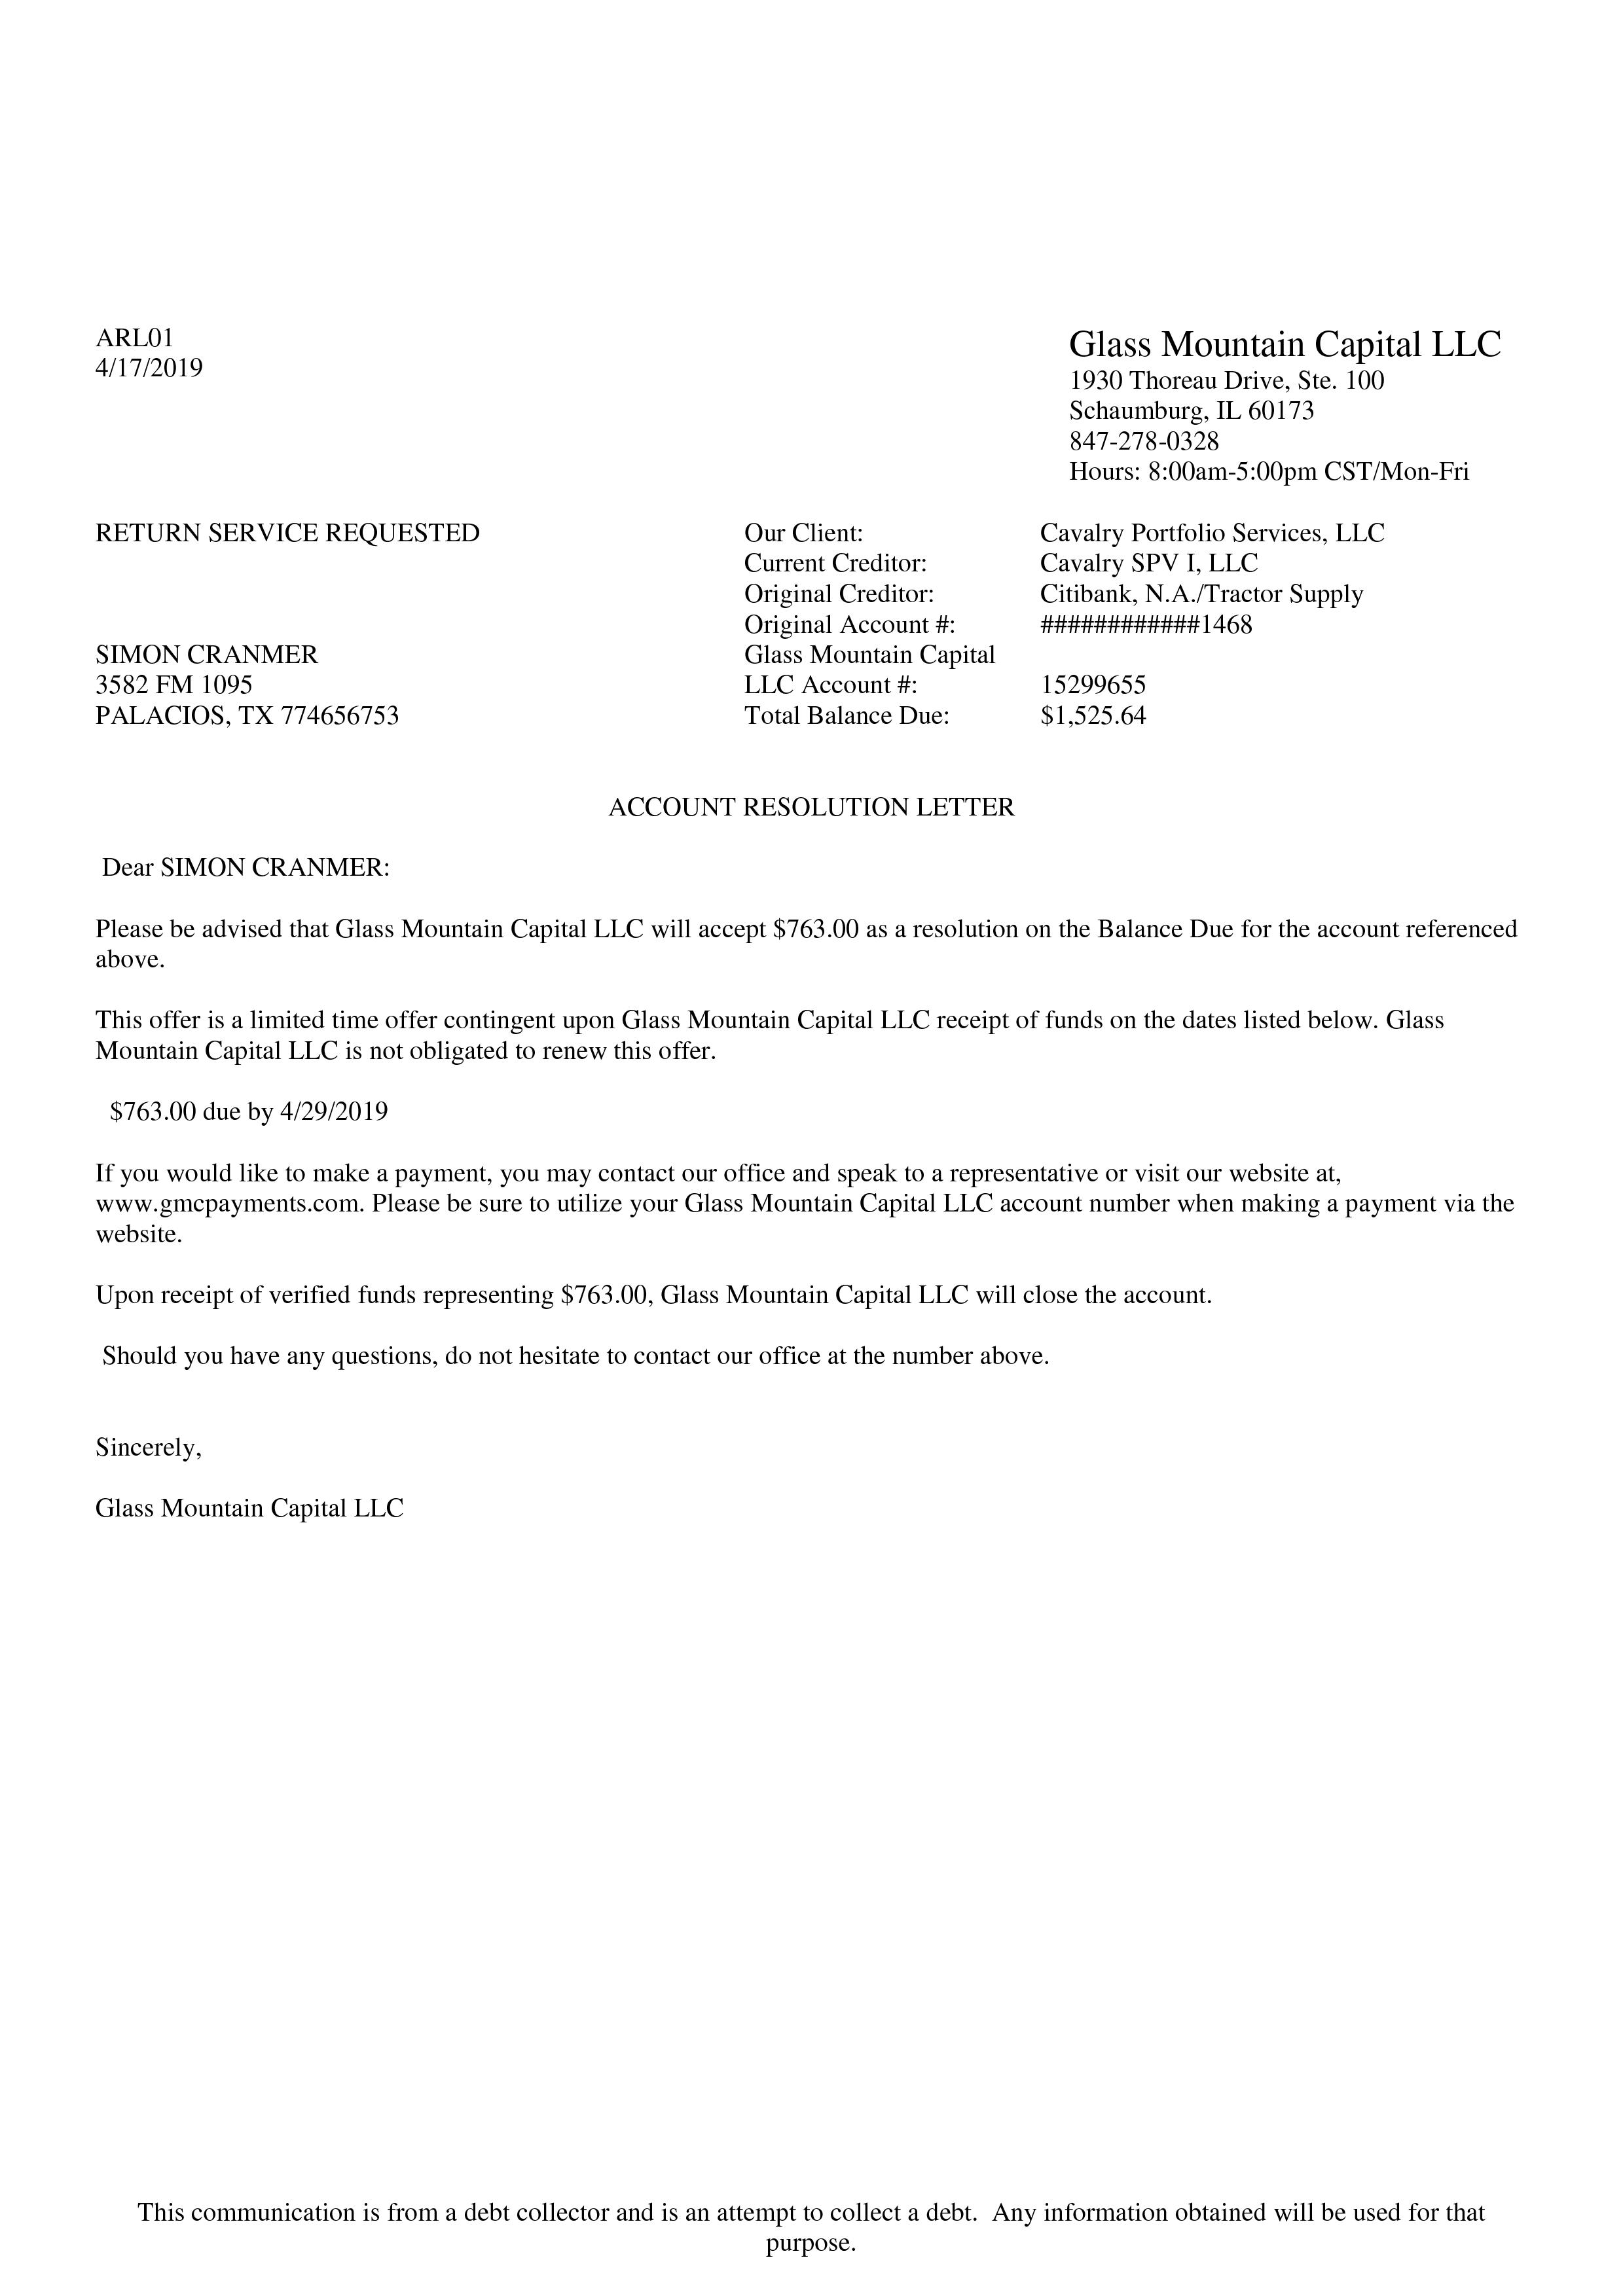 ARL01
4/17/2019
Glass Mountain Capital LLC
1930 Thoreau Drive, Ste. 100
Schaumburg, IL 60173
847-278-0328
Hours: 8:00am-5:00pm CST/Mon-Fri
RETURN SERVICE REQUESTED
SIMON CRANMER
3582 FM 1095
PALACIOS, TX 774656753
Our Client: Cavalry Portfolio Services, LLC
Current Creditor: Cavalry SPV I, LLC
Original Creditor: Citibank, N.A./Tractor Supply
Original Account #: ############1468
Glass Mountain Capital
LLC Account #: 15299655
Total Balance Due: $1,525.64
ACCOUNT RESOLUTION LETTER
Dear SIMON CRANMER:
Please be advised that Glass Mountain Capital LLC will accept $763.00 as a resolution on the Balance Due for the account referenced
above.
This offer is a limited time offer contingent upon Glass Mountain Capital LLC receipt of funds on the dates listed below. Glass
Mountain Capital LLC is not obligated to renew this offer.
$763.00 due by 4/29/2019
If you would like to make a payment, you may contact our office and speak to a representative or visit our website at,
www.gmcpayments.com. Please be sure to utilize your Glass Mountain Capital LLC account number when making a payment via the
website.
Upon receipt of verified funds representing $763.00, Glass Mountain Capital LLC will close the account.
Should you have any questions, do not hesitate to contact our office at the number above.
Sincerely,
Glass Mountain Capital LLC
This communication is from a debt collector and is an attempt to collect a debt.  Any information obtained will be used for that
purpose.